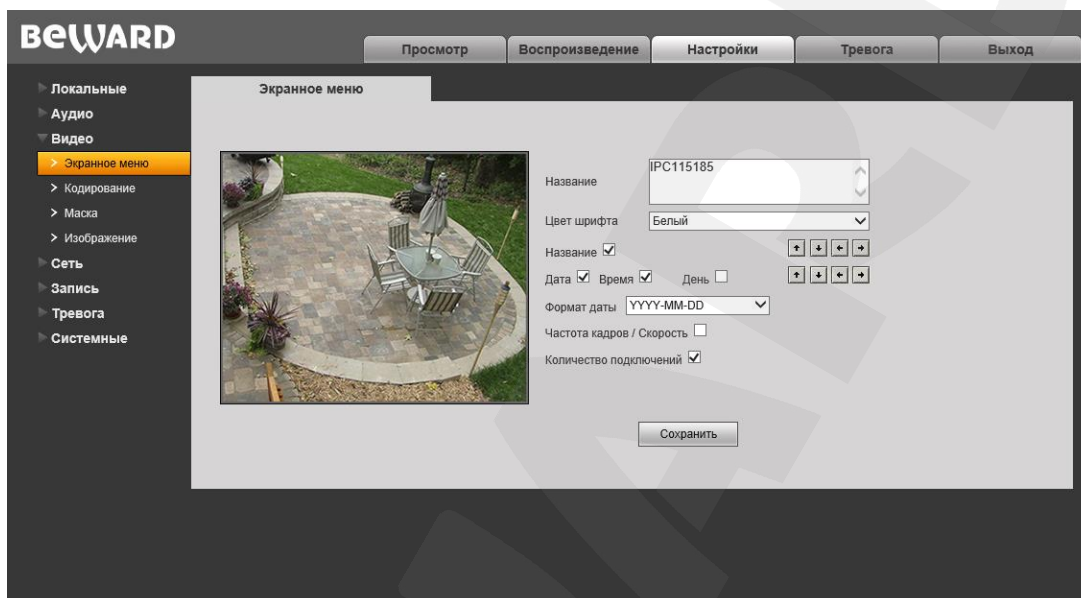 BEWARD
Просмотр Воспроизведение Настройки Тревога Выход
Локальные
Аудио
Видео
Экранное меню
Кодирование
Маска
Изображение
Сеть
Запись
Тревога
Системные
Экранное меню
Название IPC115185
Цвет шрифта Белый
Название
Дата Время День
Формат даты YYYY-MM-DD
Частота кадров / Скорость
Количество подключений
Сохранить